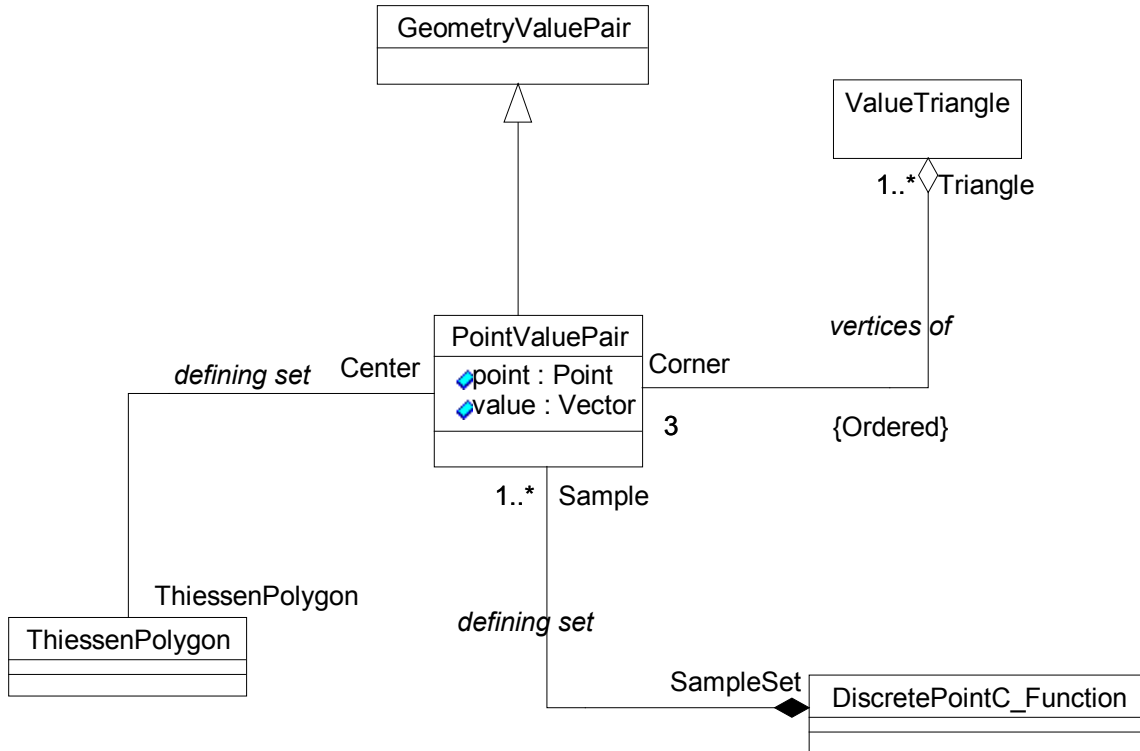 GeometryValuePair
ValueTriangle
1..* Triangle
vertices of
PointValuePair
point : Point
value : Vector
defining set
Center
Corner
3
{Ordered}
1..* Sample
ThiessenPolygon
ThiessenPolygon
defining set
SampleSet
DiscretePointC_Function